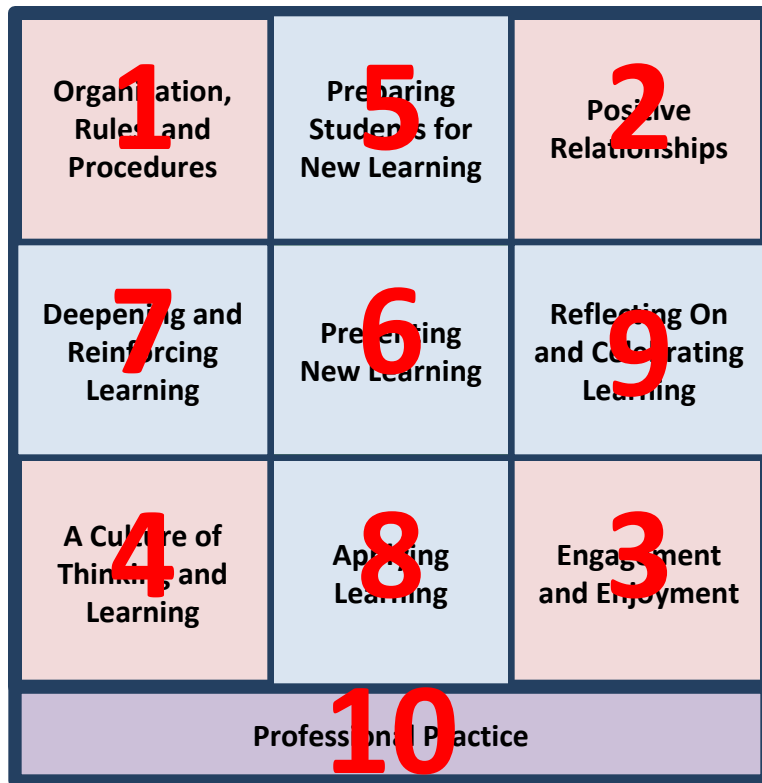 1
Organization,
Rules, and
Procedures
5
Preparing
Students for
New Learning
2
Positive
Relationships
7
Deepening and
Reinforcing
Learning
6
Presenting
New Learning
9
Reflecting On
and Celebrating
Learning
4
A Culture of
Thinking and
Learning
8
Applying
Learning
3
Engagement
and Enjoyment
10
Professional Practice